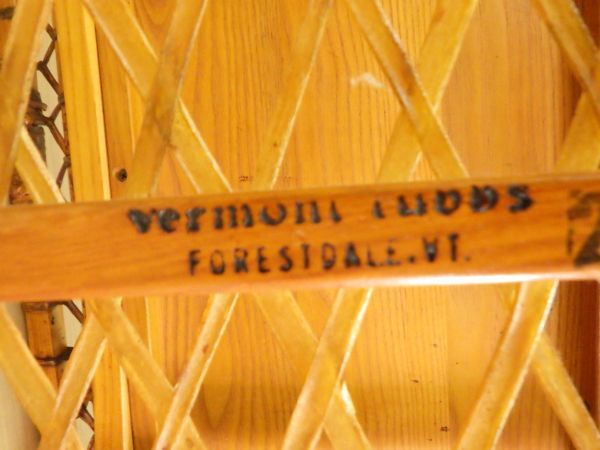 vermont tubbs
FORESTDALE, VT.